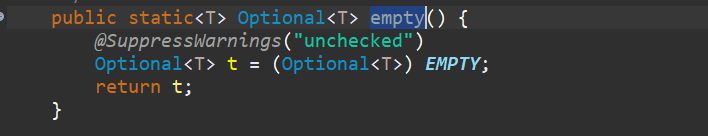 public static<T> Optional<T> empty() {
@SuppressWarnings("unchecked")
Optional<T> t = (Optional<T>) EMPTY;
return t;
}